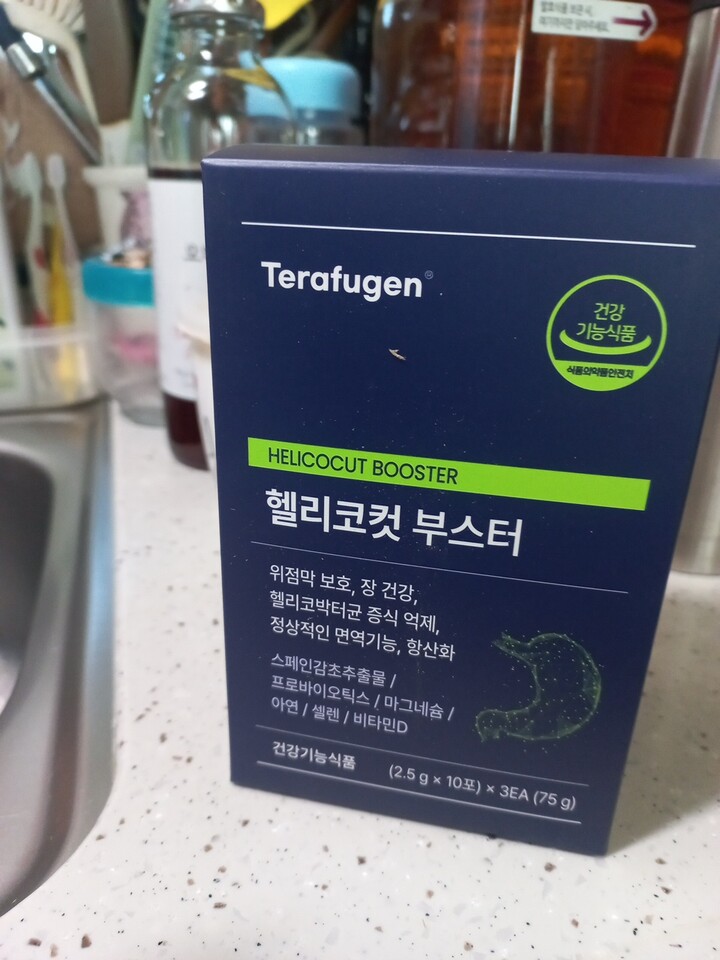 Terafugen®
건강
기능식품
식품의약품안전처
HELICOCUT BOOSTER
헬리코컷 부스터
위점막 보호, 장 건강,
헬리코박터균 증식 억제,
정상적인 면역기능, 항산화
스페인감초추출물 /
프로바이오틱스 / 마그네슘 /
아연 / 셀렌 / 비타민D
건강기능식품
(2.5 g × 10포) × 3EA (75 g)